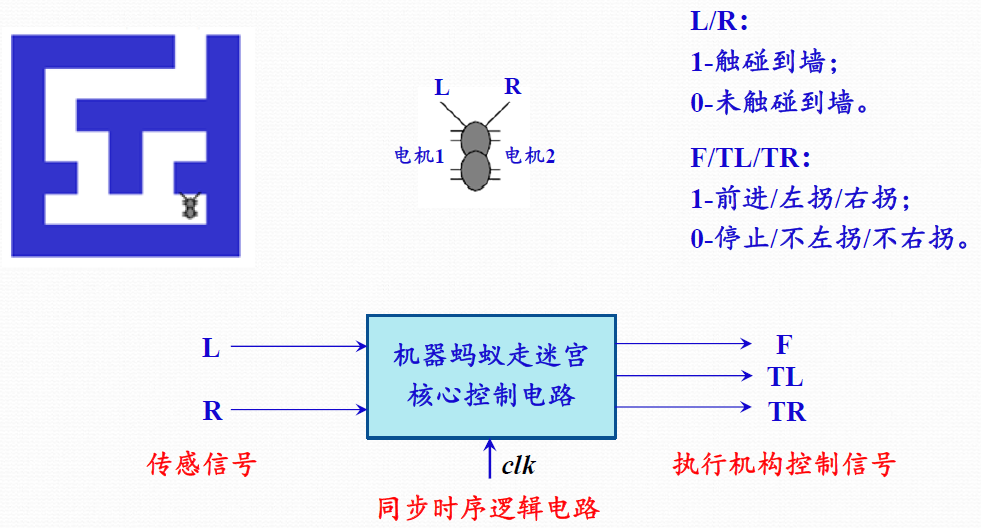 L/R：
1-触碰到墙；
0-未触碰到墙。
L R
电机1 电机2
F/TL/TR：
1-前进/左拐/右拐；
0-停止/不左拐/不右拐。
L
R
传感信号
机器蚂蚁走迷宫
核心控制电路
clk
同步时序逻辑电路
F
TL
TR
执行机构控制信号